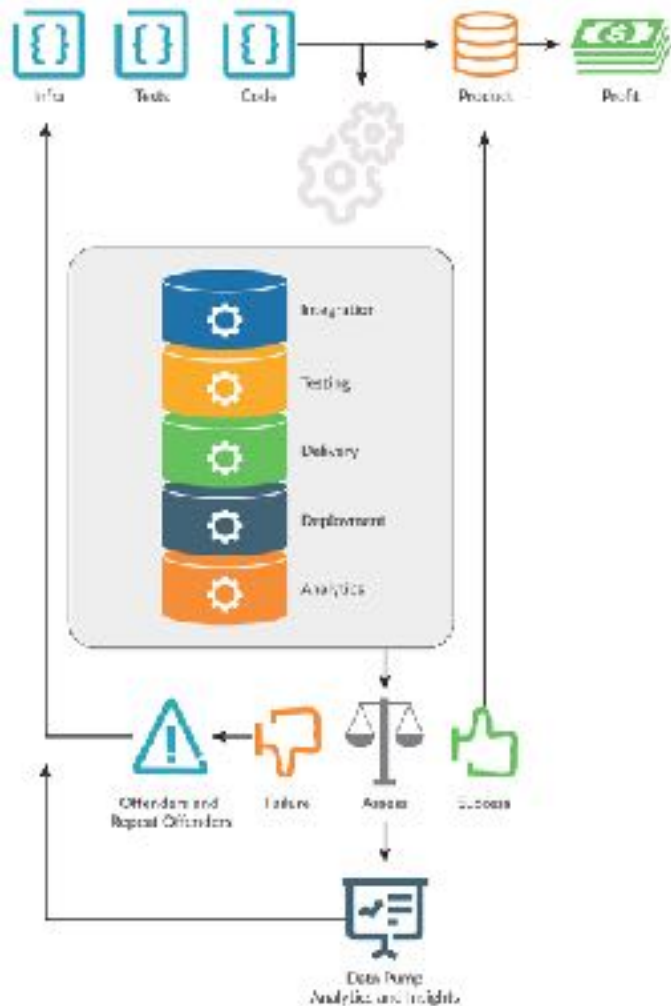 Infra
Tests
Code
Product
Profit
Integration
Testing
Delivery
Deployment
Analytics
Offenders and
Repeat Offenders
Failure
Assess
Success
Data Pump
Analytics and Insights